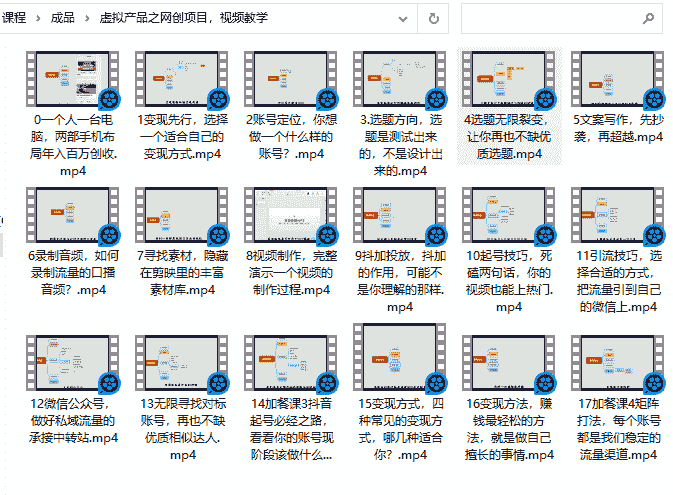 课程 > 成品 > 虚拟产品之网创项目，视频教学
0一个人一台电
脑，两部手机布
局年入百万创收.
mp4
1变现先行，选择
一个适合自己的
变现方式.mp4
2账号定位，你想
做一个什么样的
账号？.mp4
3.选题方向，选
题是测试出来
的，不是设计出
来的.mp4
4选题无限裂变，
让你再也不缺优
质选题.mp4
5文案写作，先抄
袭，再超越.mp4
6录制音频，如何
录制流量的口播
音频？.mp4
7寻找素材，隐藏
在剪映里的丰富
素材库.mp4
8视频制作，完整
演示一个视频的
制作过程.mp4
9抖加投放，抖加
的作用，可能不
是你理解的那样.
mp4
10起号技巧，死
磕两句话，你的
视频也能上热门.
mp4
11引流技巧，选
择合适的方式，
把流量引到自己
的微信上.mp4
12微信公众号，
做好私域流量的
承接中转站.mp4
13无限寻找对标
账号，再也不缺
优质相似达人.
mp4
14加餐课3抖音
起号必经之路，
看看你的账号现
阶段该做什么...
15变现方式，四
种常见的变现方
式，哪几种适合
你？.mp4
16变现方法，赚
钱最轻松的方
法，就是做自己
擅长的事情.mp4
17加餐课4矩阵
打法，每个账号
都是我们稳定的
流量渠道.mp4